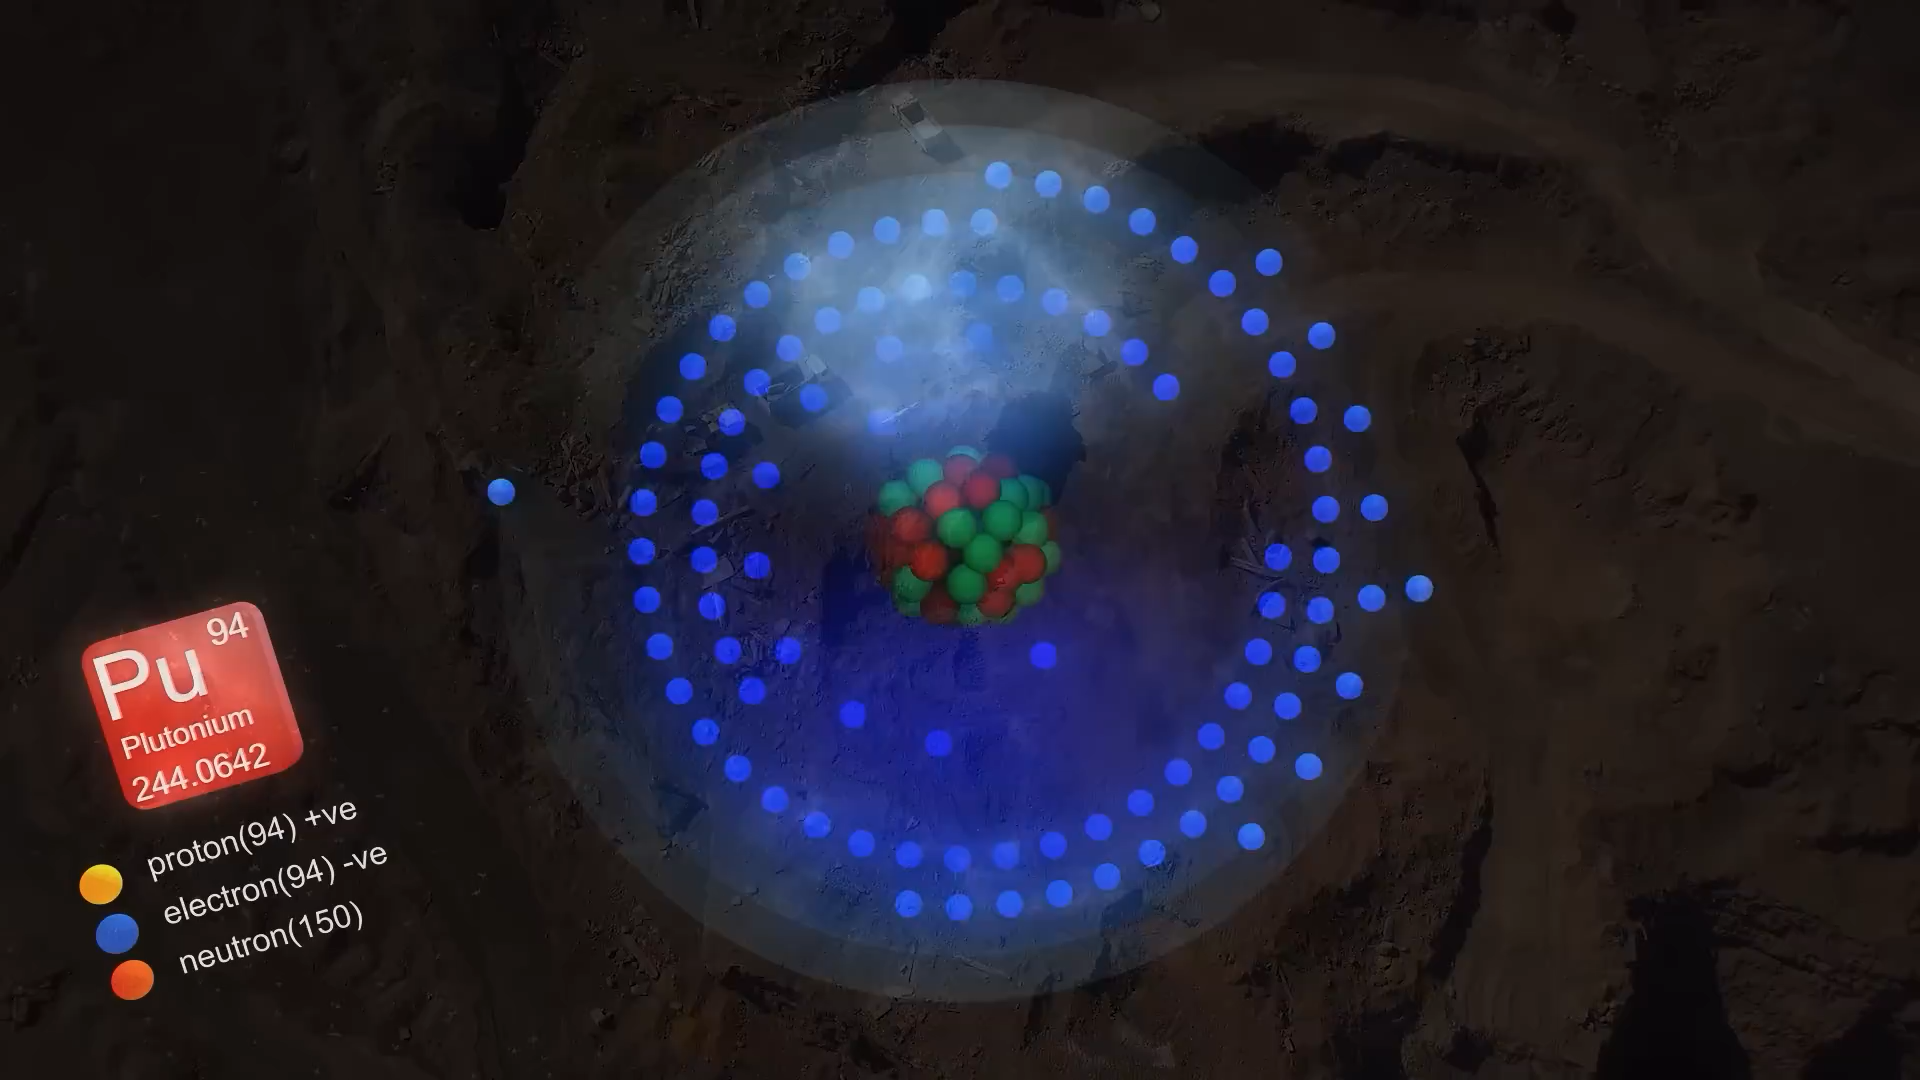 94
Pu
Plutonium
244.0642
proton(94) +ve
electron(94) -ve
neutron(150)